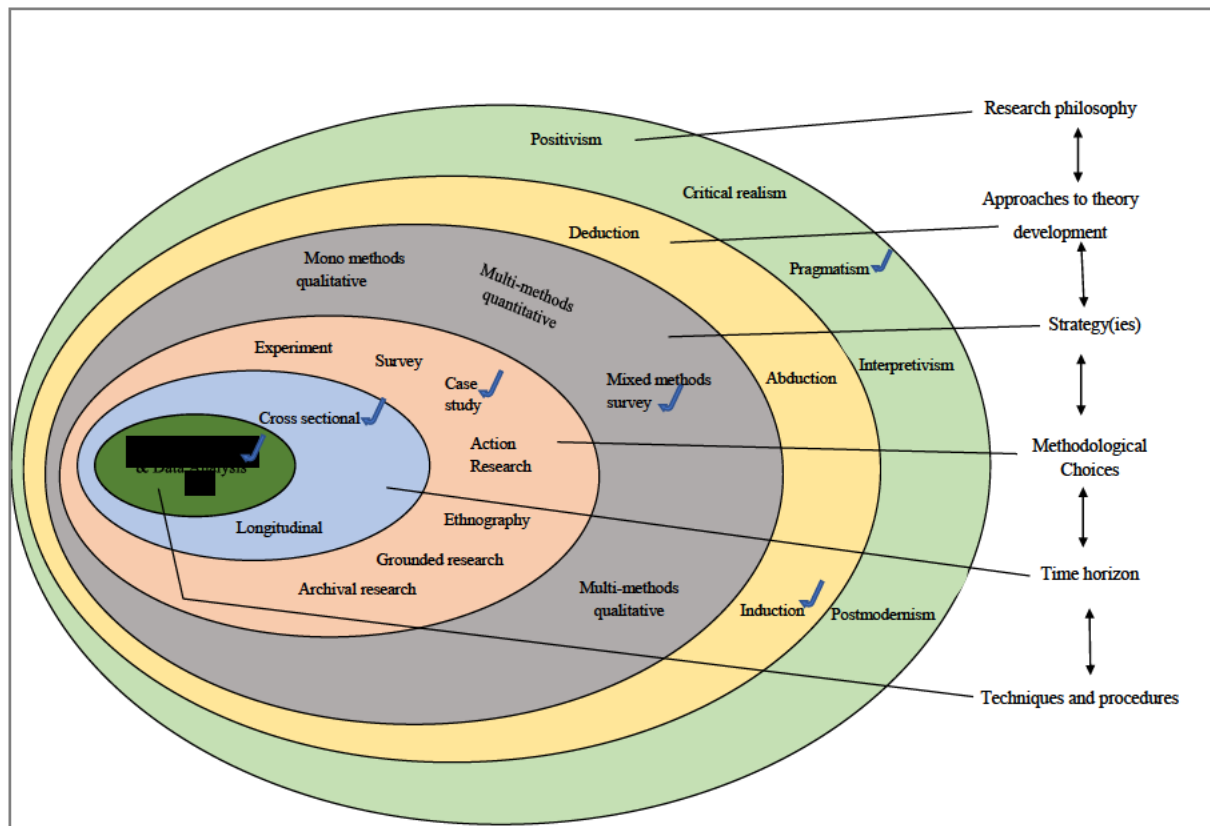 Research philosophy
Positivism
Critical realism
Approaches to theory
development
Deduction
Mono methods
qualitative
Multi-methods
quantitative
Pragmatism
Strategy(ies)
Experiment
Survey
Case
study
Mixed methods
survey
Abduction
Interpretivism
Cross sectional
Action
Research
Methodological
Choices
& Data Analysis
Longitudinal
Ethnography
Grounded research
Archival research
Multi-methods
qualitative
Induction
Postmodernism
Time horizon
Techniques and procedures